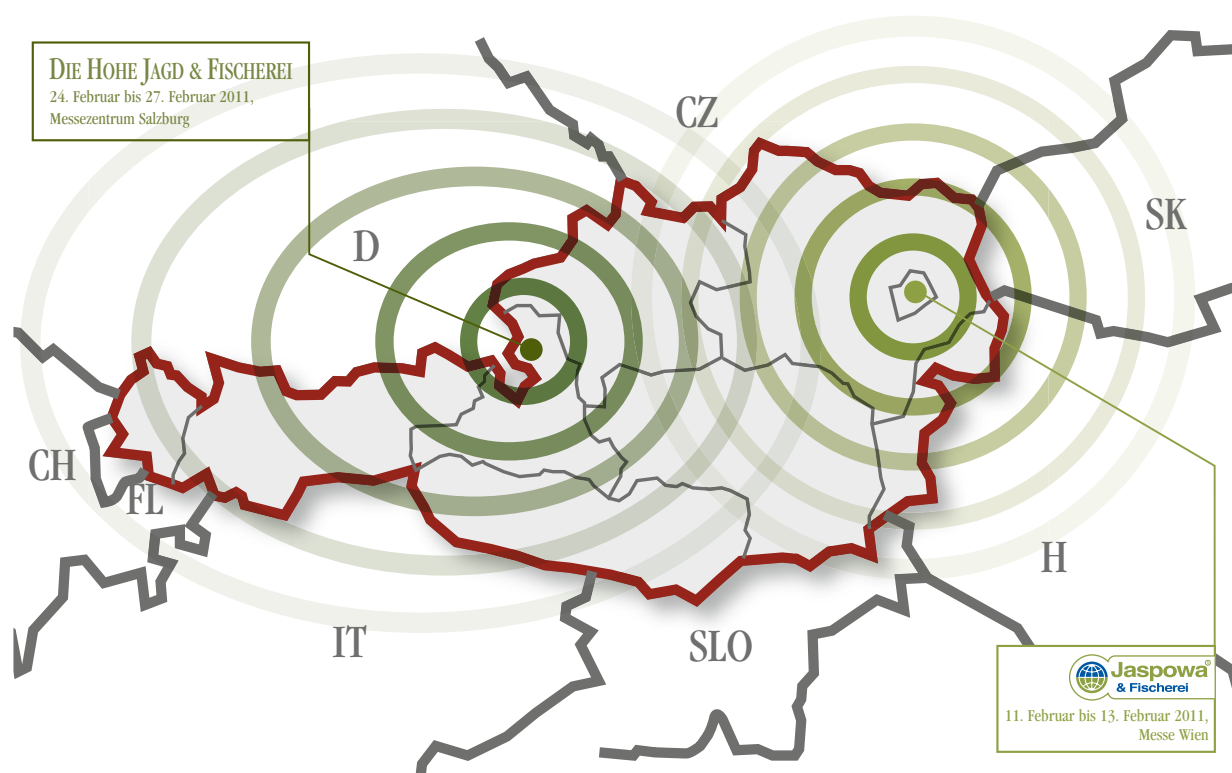 DIE HOHE JAGD & FISCHEREI
24. Februar bis 27. Februar 2011,
Messezentrum Salzburg
CZ
SK
D
CH
FL
IT
SLO
H
Jaspowa®
& Fischerei
11. Februar bis 13. Februar 2011,
Messe Wien